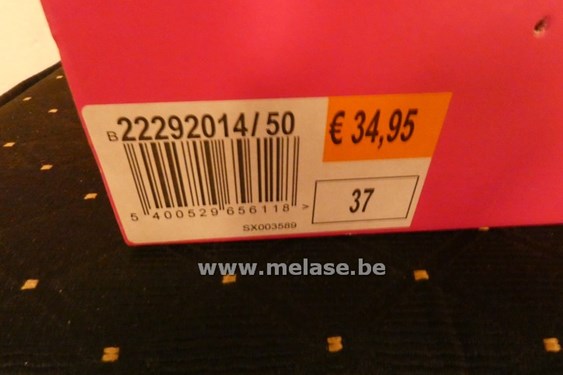 B22292014/50
€ 34,95
5 400529 656118 >
37
SX003589
www.melase.be